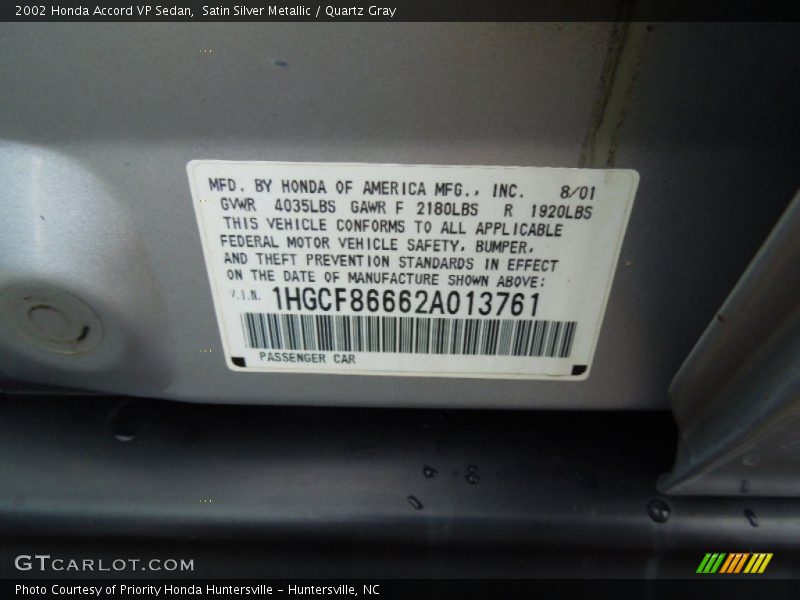 2002 Honda Accord VP Sedan, Satin Silver Metallic / Quartz Gray
MFD. BY HONDA OF AMERICA MFG., INC. 8/01
GVWR 4035LBS GAWR F 2180LBS R 1920LBS
THIS VEHICLE CONFORMS TO ALL APPLICABLE
FEDERAL MOTOR VEHICLE SAFETY, BUMPER,
AND THEFT PREVENTION STANDARDS IN EFFECT
ON THE DATE OF MANUFACTURE SHOWN ABOVE:
V.I.N. 1HGCF86662A013761
PASSENGER CAR
GTCARLOT.COM
Photo Courtesy of Priority Honda Huntersville - Huntersville, NC